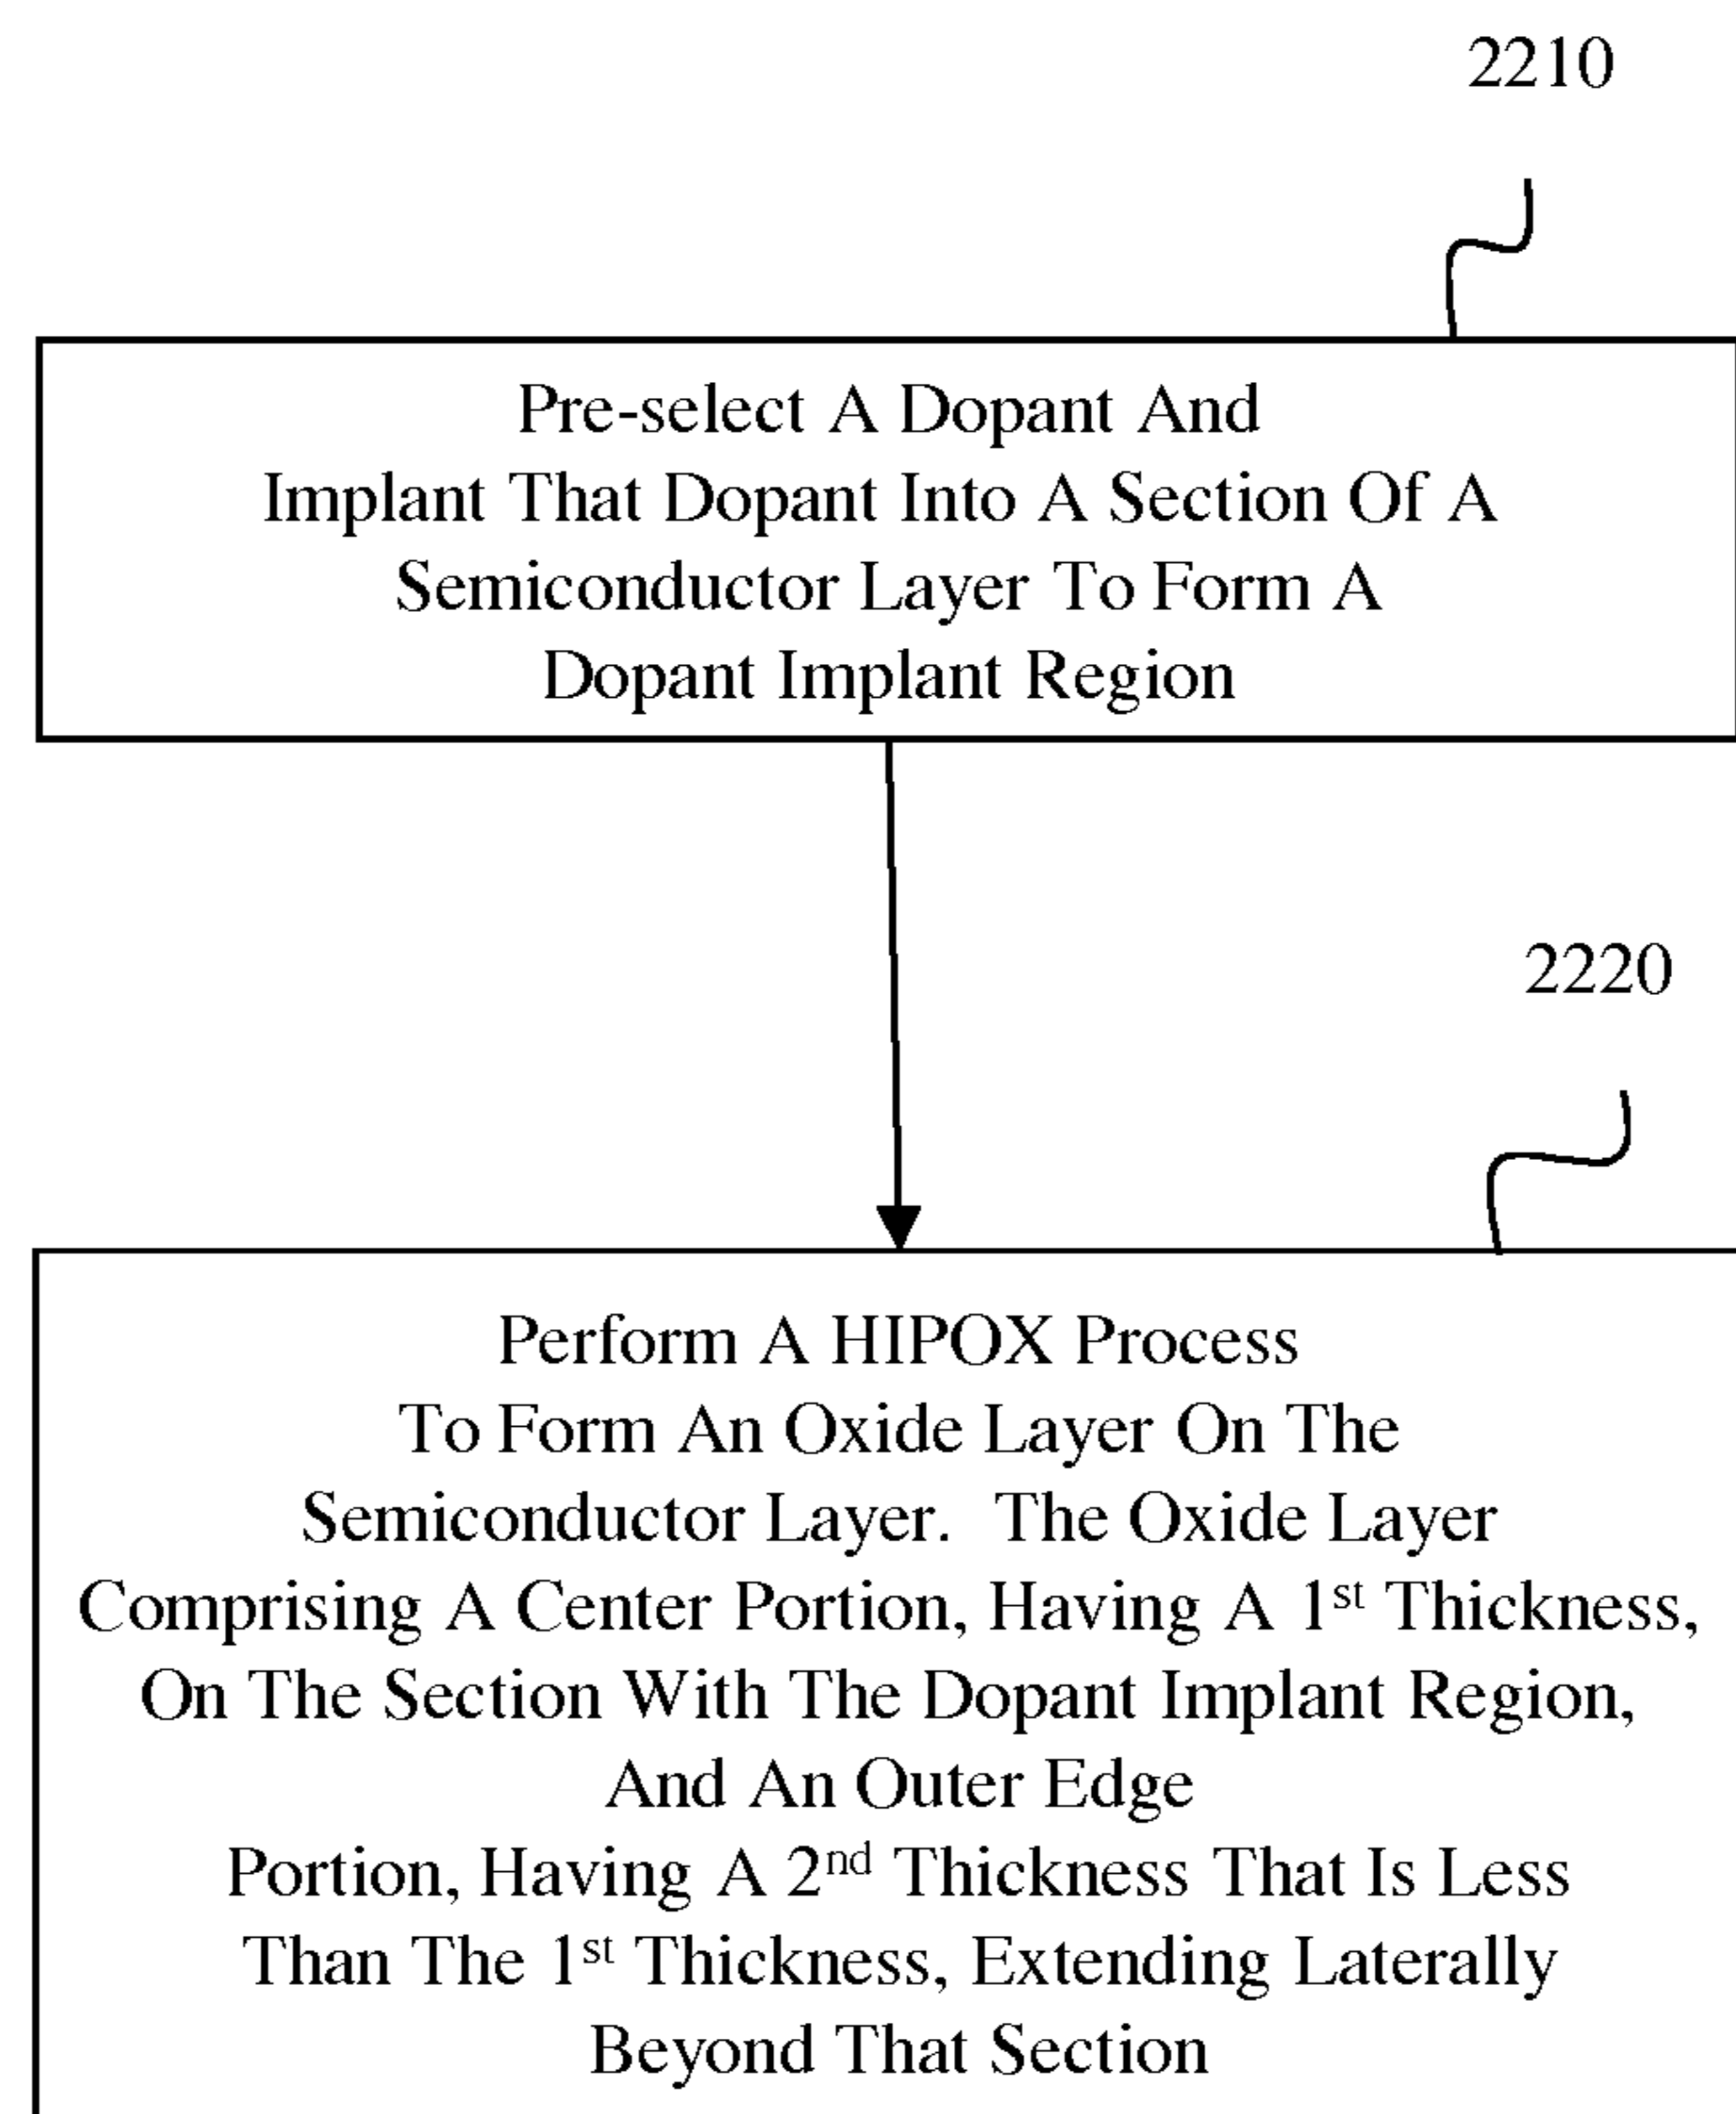 2210
Pre-select A Dopant And
Implant That Dopant Into A Section Of A
Semiconductor Layer To Form A
Dopant Implant Region
2220
Perform A HIPOX Process
To Form An Oxide Layer On The
Semiconductor Layer.  The Oxide Layer
Comprising A Center Portion, Having A 1st Thickness,
On The Section With The Dopant Implant Region,
And An Outer Edge
Portion, Having A 2nd Thickness That Is Less
Than The 1st Thickness, Extending Laterally
Beyond That Section